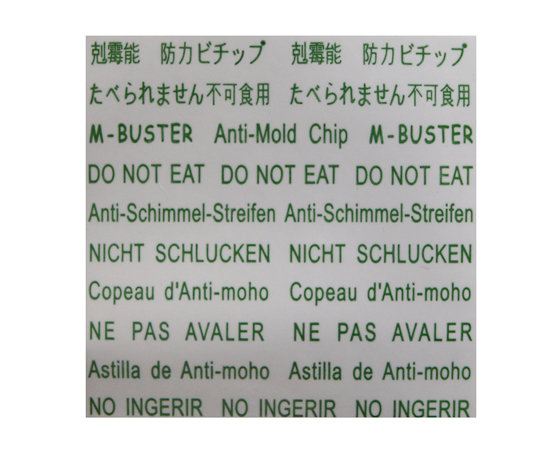 剋霉能 防力ビチップ 剋霉能 防力ビチップ
たべられません不可食用 たべられません不可食用
M-BUSTER Anti-Mold Chip M-BUSTER
DO NOT EAT DO NOT EAT DO NOT EAT
Anti-Schimmel-Streifen Anti-Schimmel-Streifen
NICHT SCHLUCKEN NICHT SCHLUCKEN
Copeau d'Anti-moho Copeau d'Anti-moho
NE PAS AVALER NE PAS AVALER
Astilla de Anti-moho Astilla de Anti-moho
NO INGERIR NO INGERIR NO INGERIR